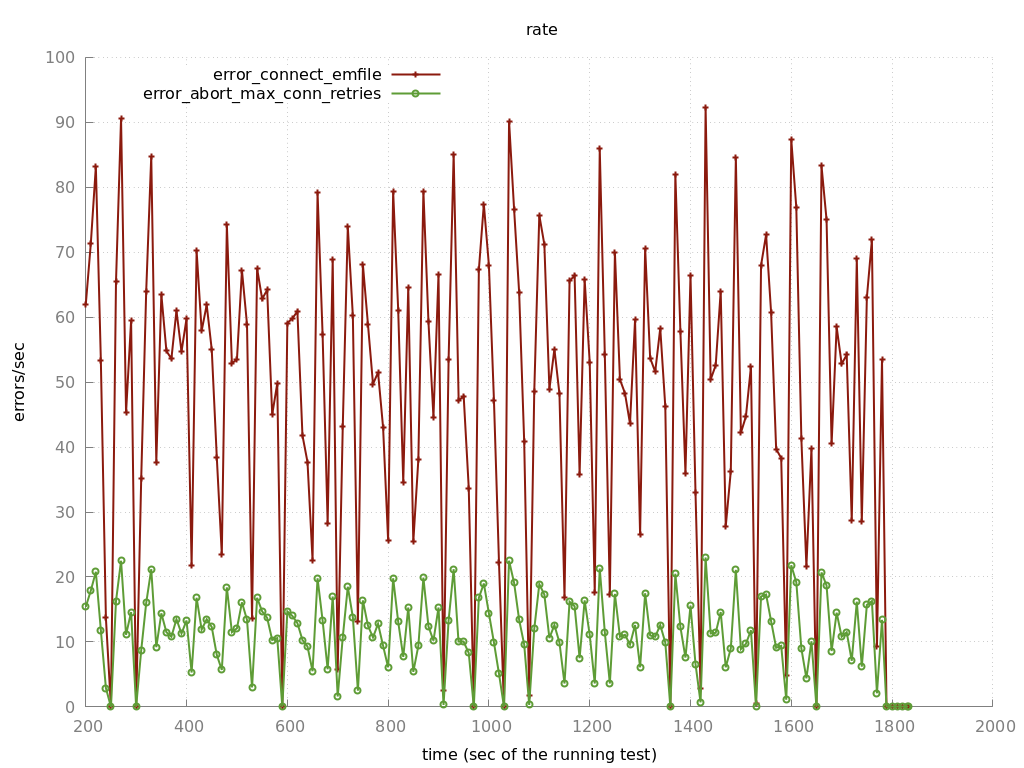 rate
error_connect_emfile
error_abort_max_conn_retries
errors/sec
100
90
80
70
60
50
40
30
20
10
0
200 400 600 800 1000 1200 1400 1600 1800 2000
time (sec of the running test)